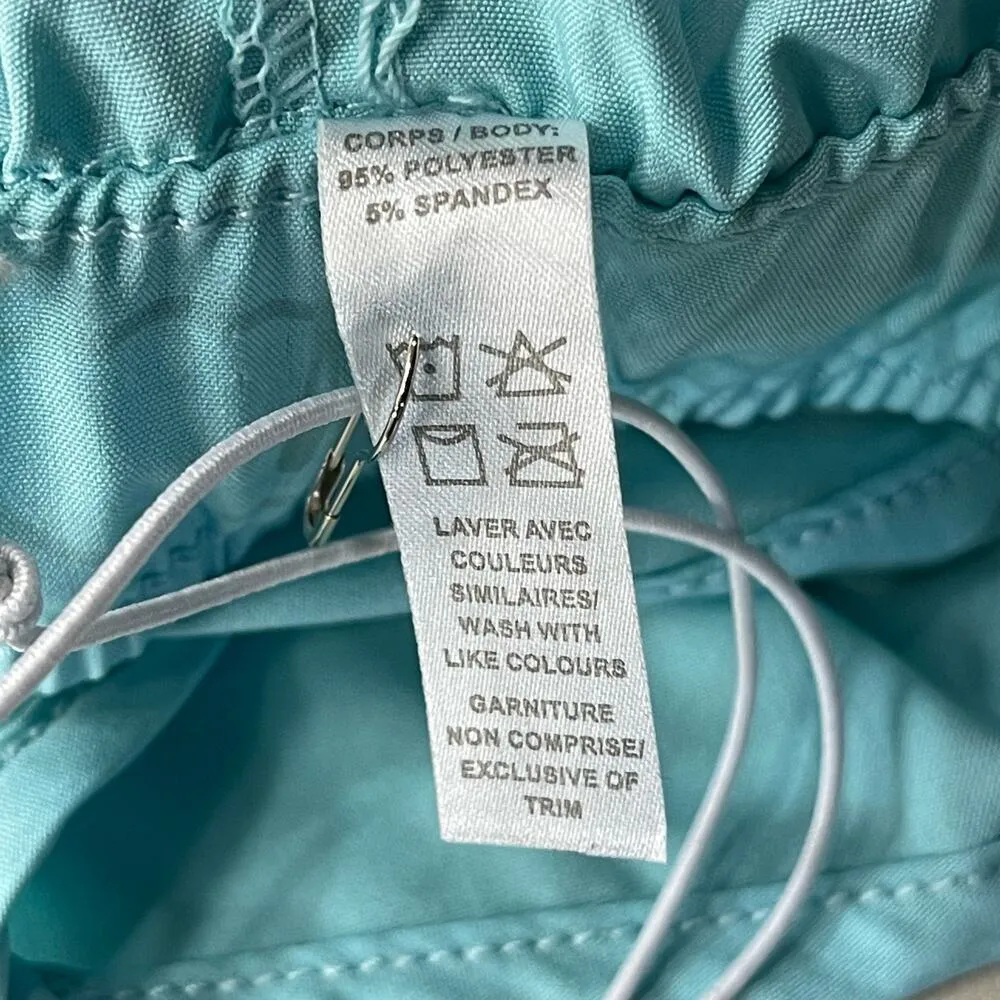 CORPS / BODY:
95% POLYESTER
5% SPANDEX
LAVER AVEC
COULEURS
SIMILAIRES/
WASH WITH
LIKE COLOURS
GARNITURE
NON COMPRISE/
EXCLUSIVE OF
TRIM